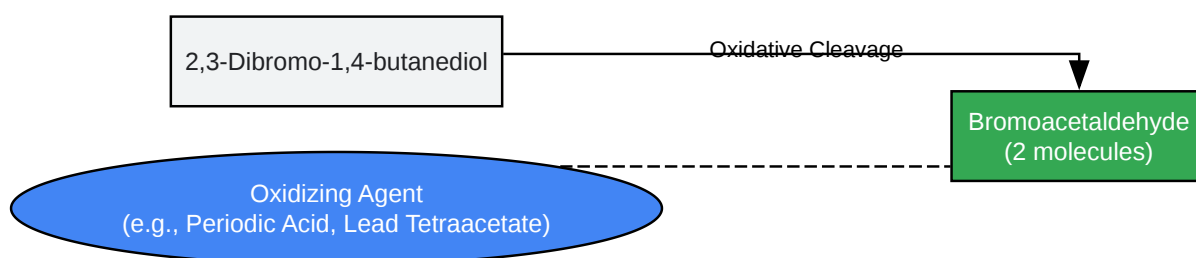 2,3-Dibromo-1,4-butanediol
Oxidative Cleavage
Bromoacetaldehyde
(2 molecules)
Oxidizing Agent
(e.g., Periodic Acid, Lead Tetraacetate)